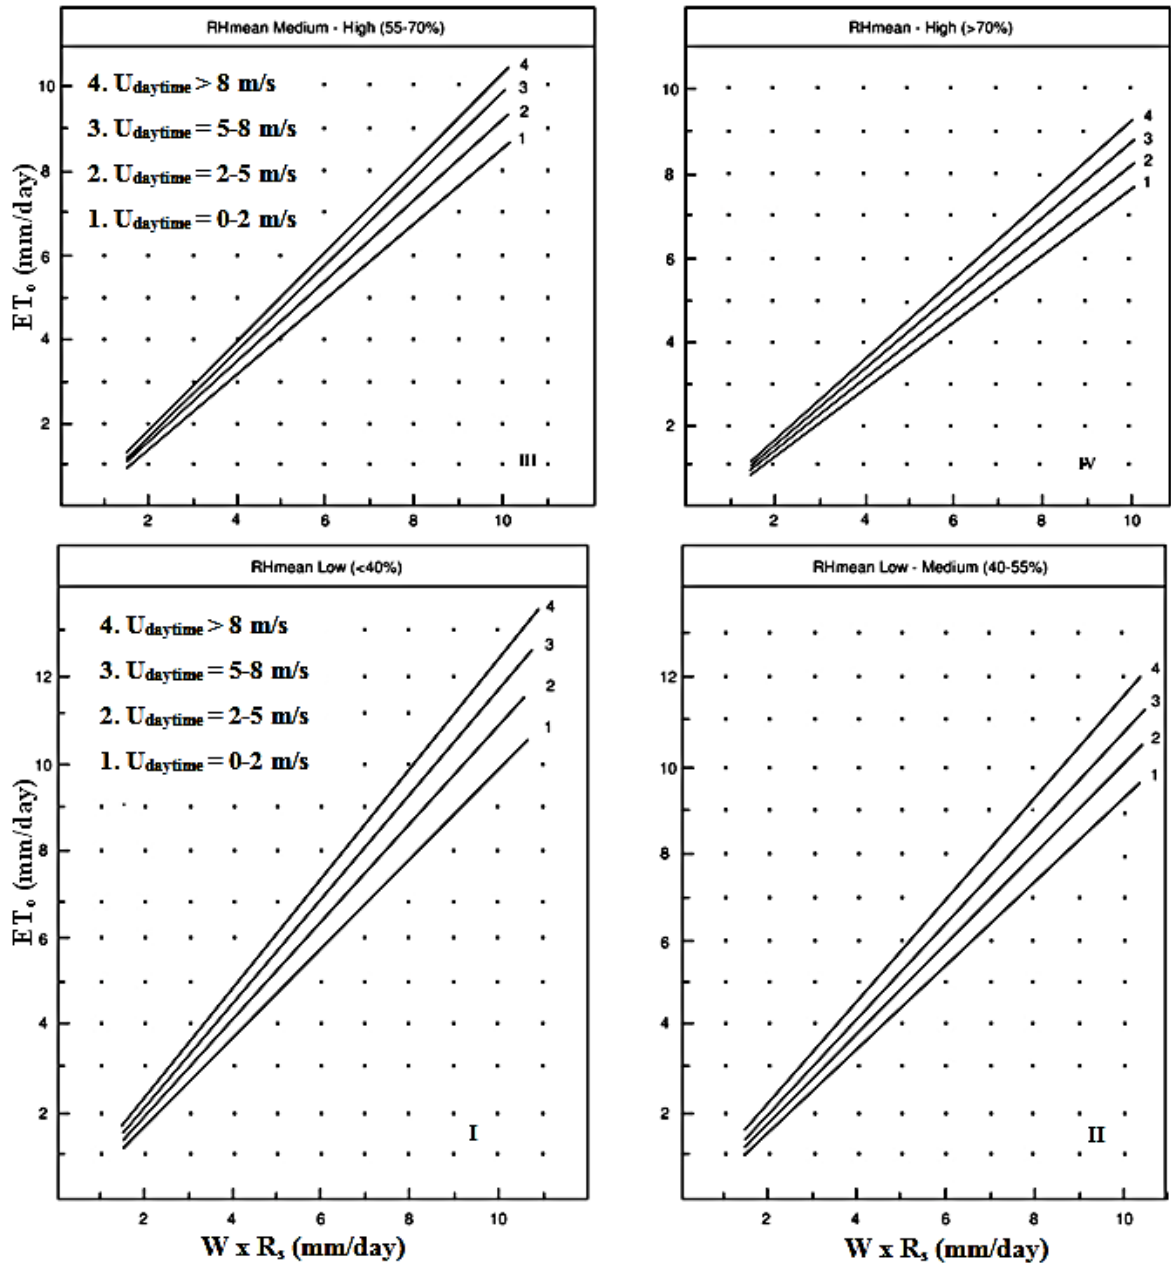 RHmean Medium - High (55-70%)
4. Udaytime > 8 m/s
3. Udaytime = 5-8 m/s
2. Udaytime = 2-5 m/s
1. Udaytime = 0-2 m/s
ETo (mm/day)
10
8
6
4
2
4
3
2
1
III
2 4 6 8 10
RHmean - High (>70%)
10
8
6
4
2
4
3
2
1
IV
2 4 6 8 10
RHmean Low (<40%)
4. Udaytime > 8 m/s
3. Udaytime = 5-8 m/s
2. Udaytime = 2-5 m/s
1. Udaytime = 0-2 m/s
ETo (mm/day)
12
10
8
6
4
2
4
3
2
1
I
2 4 6 8 10
W x Rs (mm/day)
RHmean Low - Medium (40-55%)
12
10
8
6
4
2
4
3
2
1
II
2 4 6 8 10
W x Rs (mm/day)